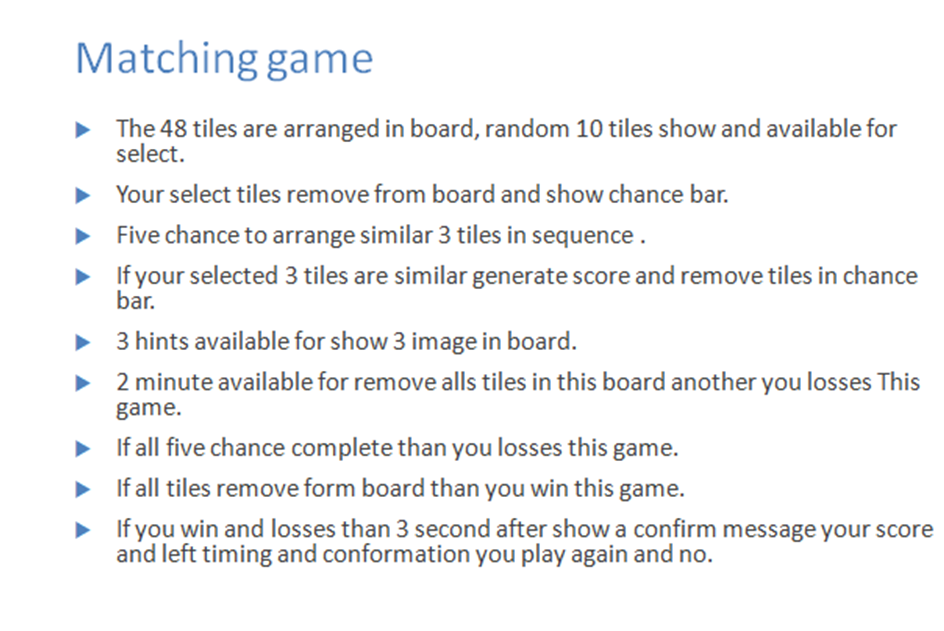 Matching game
The 48 tiles are arranged in board, random 10 tiles show and available for
select.
Your select tiles remove from board and show chance bar.
Five chance to arrange similar 3 tiles in sequence .
If your selected 3 tiles are similar generate score and remove tiles in chance
bar.
3 hints available for show 3 image in board.
2 minute available for remove alls tiles in this board another you losses This
game.
If all five chance complete than you losses this game.
If all tiles remove form board than you win this game.
If you win and losses than 3 second after show a confirm message your score
and left timing and conformation you play again and no.